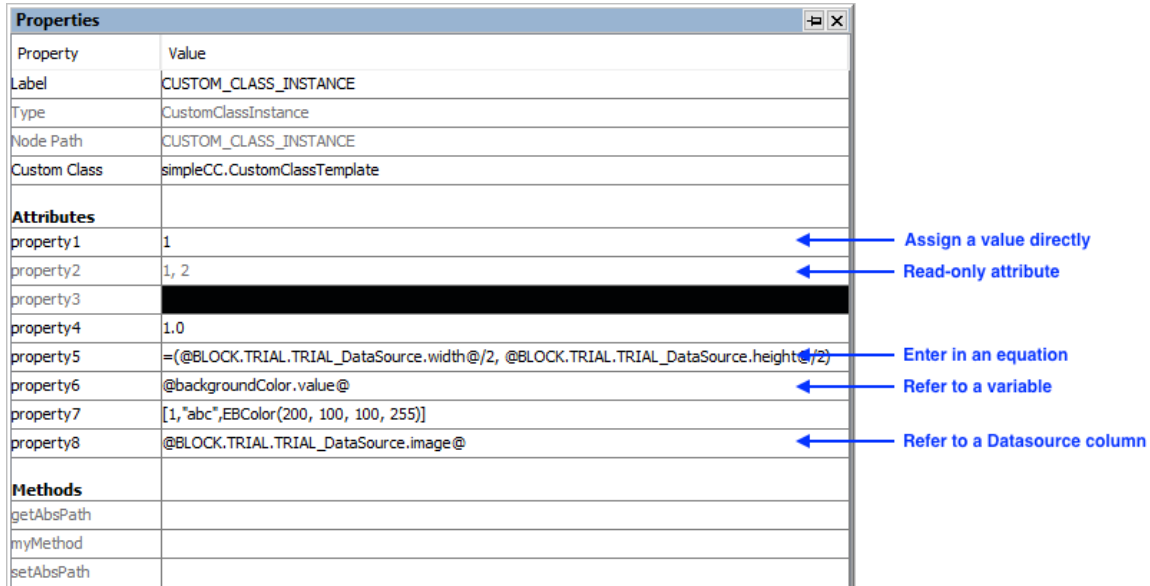 Properties
Property Value
Label CUSTOM_CLASS_INSTANCE
Type CustomClassInstance
Node Path CUSTOM_CLASS_INSTANCE
Custom Class simpleCC.CustomClassTemplate
Attributes
property1 1 Assign a value directly
property2 1, 2 Read-only attribute
property3
property4 1.0
property5 =(@BLOCK.TRIAL.TRIAL_DataSource.width@/2, @BLOCK.TRIAL.TRIAL_DataSource.height@/2) Enter in an equation
property6 @backgroundColor.value@ Refer to a variable
property7 [1,"abc",EBColor(200, 100, 100, 255)]
property8 @BLOCK.TRIAL.TRIAL_DataSource.image@ Refer to a Datasource column
Methods
getAbsPath
myMethod
setAbsPath